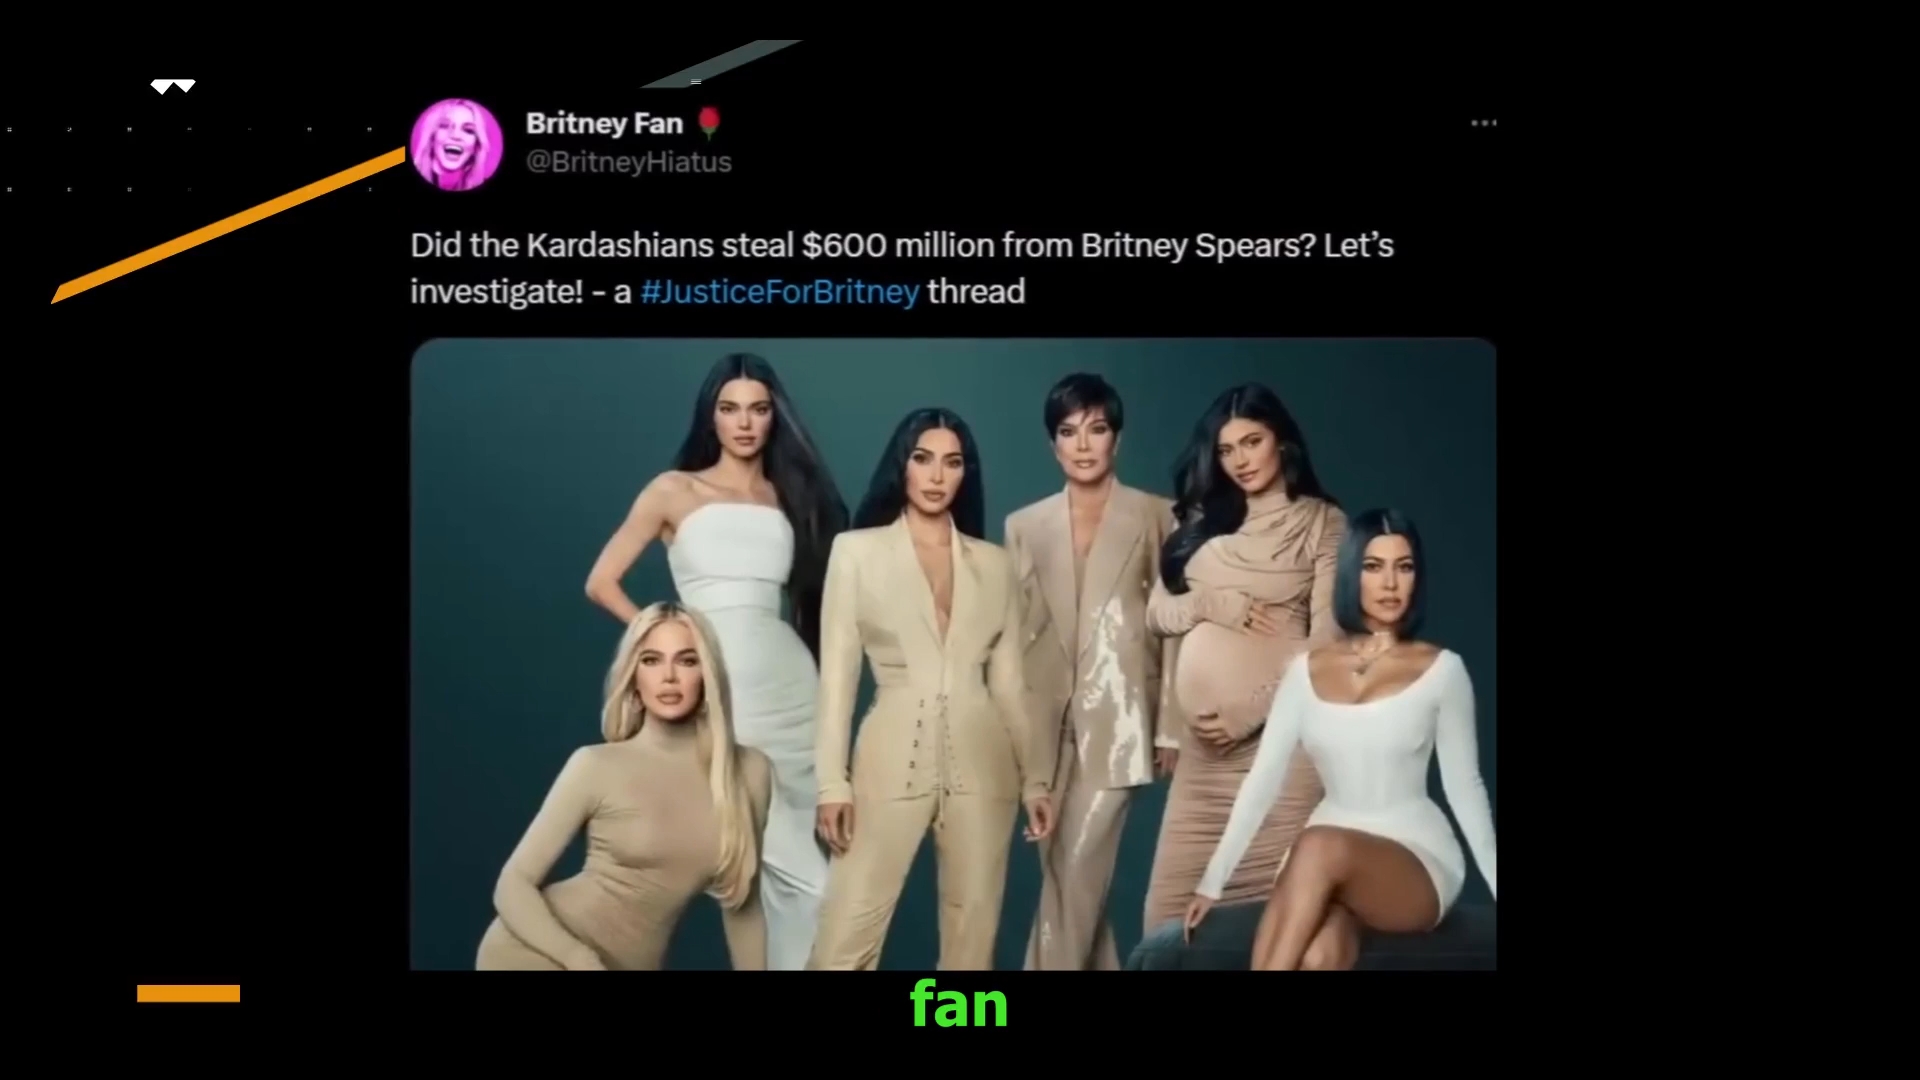 Britney Fan 🌹
@BritneyHiatus
Did the Kardashians steal $600 million from Britney Spears? Let’s
investigate! - a #JusticeForBritney thread
fan